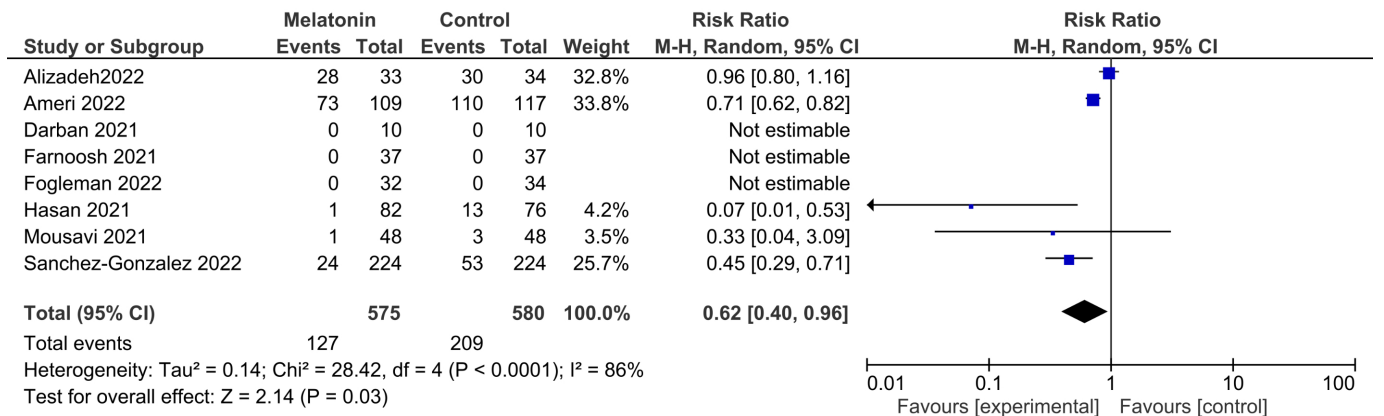 Melatonin Control Risk Ratio Risk Ratio
Study or Subgroup Events Total Events Total Weight M-H, Random, 95% CI M-H, Random, 95% CI
Alizadeh2022 28 33 30 34 32.8% 0.96 [0.80, 1.16]
Ameri 2022 73 109 110 117 33.8% 0.71 [0.62, 0.82]
Darban 2021 0 10 0 10 Not estimable
Farnoosh 2021 0 37 0 37 Not estimable
Fogleman 2022 0 32 0 34 Not estimable
Hasan 2021 1 82 13 76 4.2% 0.07 [0.01, 0.53]
Mousavi 2021 1 48 3 48 3.5% 0.33 [0.04, 3.09]
Sanchez-Gonzalez 2022 24 224 53 224 25.7% 0.45 [0.29, 0.71]
Total (95% CI) 575 580 100.0% 0.62 [0.40, 0.96]
Total events 127 209
Heterogeneity: Tau² = 0.14; Chi² = 28.42, df = 4 (P < 0.0001); I² = 86%
Test for overall effect: Z = 2.14 (P = 0.03)
0.01 0.1 1 10 100
Favours [experimental] Favours [control]